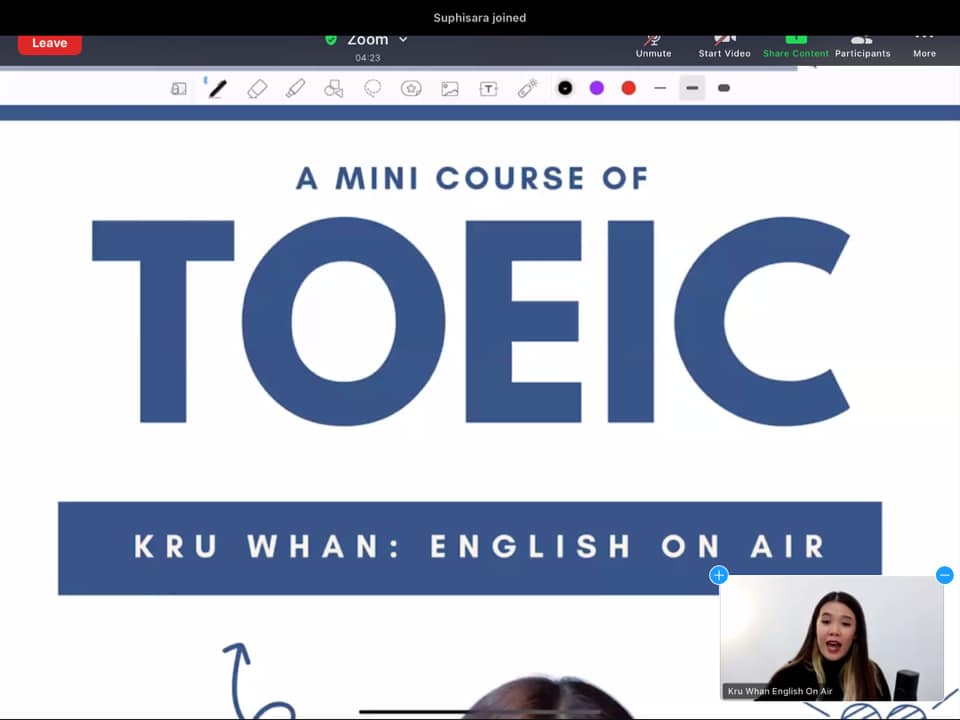 Suphisara joined
Leave
Zoom
04:23
Unmute
Start Video
Share Content
Participants
More
T
A MINI COURSE OF
TOEIC
KRU WHAN: ENGLISH ON AIR
Kru Whan English On Air